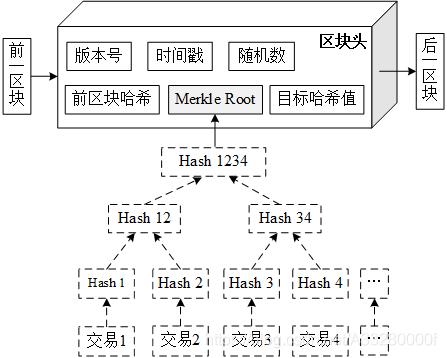 前一区块
区块头
后一区块
版本号
时间戳
随机数
前区块哈希
Merkle Root
目标哈希值
Hash 1234
Hash 12
Hash 34
Hash 1
Hash 2
Hash 3
Hash 4
...
交易1
交易2
交易3
交易4
...